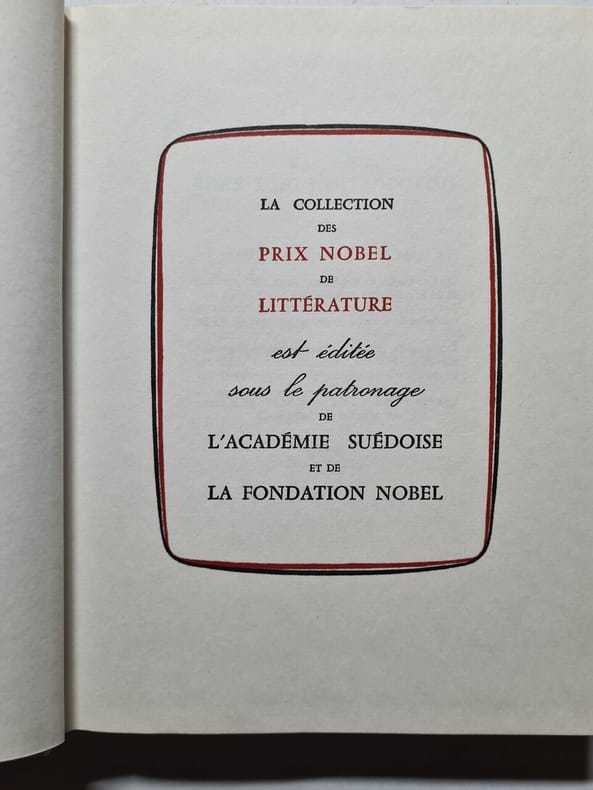 LA COLLECTION
DES
PRIX NOBEL
DE
LITTÉRATURE
est éditée
sous le patronage
DE
L'ACADÉMIE SUÉDOISE
ET DE
LA FONDATION NOBEL